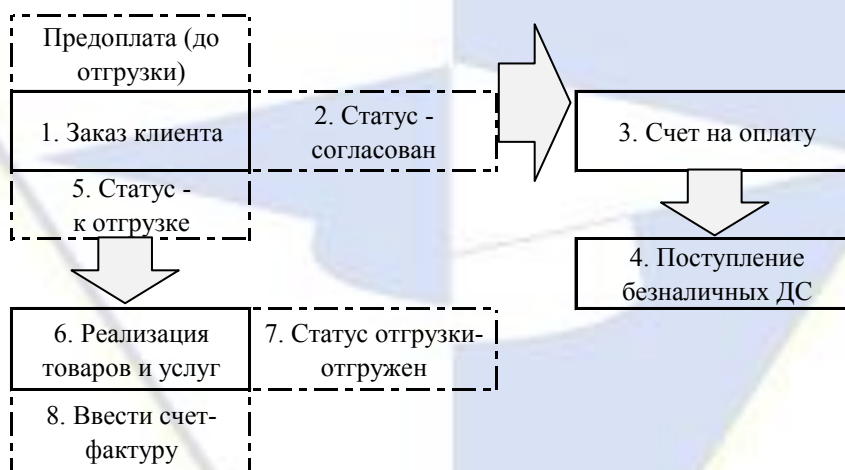 Предоплата (до
отгрузки)
1. Заказ клиента
2. Статус -
согласован
3. Счет на оплату
5. Статус -
к отгрузке
4. Поступление
безналичных ДС
6. Реализация
товаров и услуг
7. Статус отгрузки-
отгружен
8. Ввести счет-
фактуру